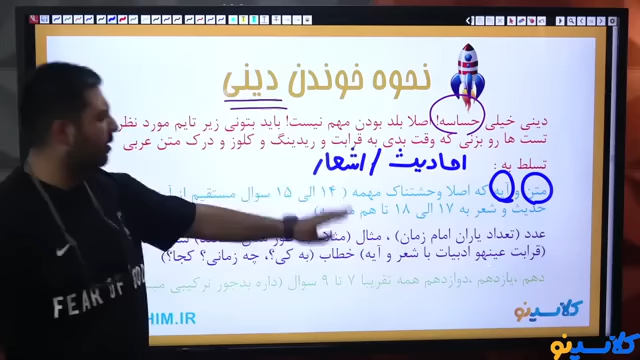 نحوه خوندن دینی
دینی خیلی حساسه! اصلا بلد بودن مهم نیست! باید بتونی زیر تایم مورد نظر
تست ها رو بزنی که وقت بدی به قرابت و ریدینگ و کلوز و درک متن عربی
تسلط به :
احادیث / اشعار
متن و آیه که اصلا وحشتناک مهمه ( ۱۴ الی ۱۵ سوال مستقیم از
حدیث و شعر به ۱۷ الی ۱۸ تا هم
عدد (تعداد یاران امام زمان) ، مثال
(قرابت عینهو ادبیات با شعر و آیه) خطاب (به کی؟، چه زمانی؟ کجا؟)
دهم ،یازدهم ،دوازدهم همه تقریبا ۷ تا ۹ سوال (داره بدجور ترکیبی
HIM.IR
FEAR OF GOD
کلاسینو
کلاسینو